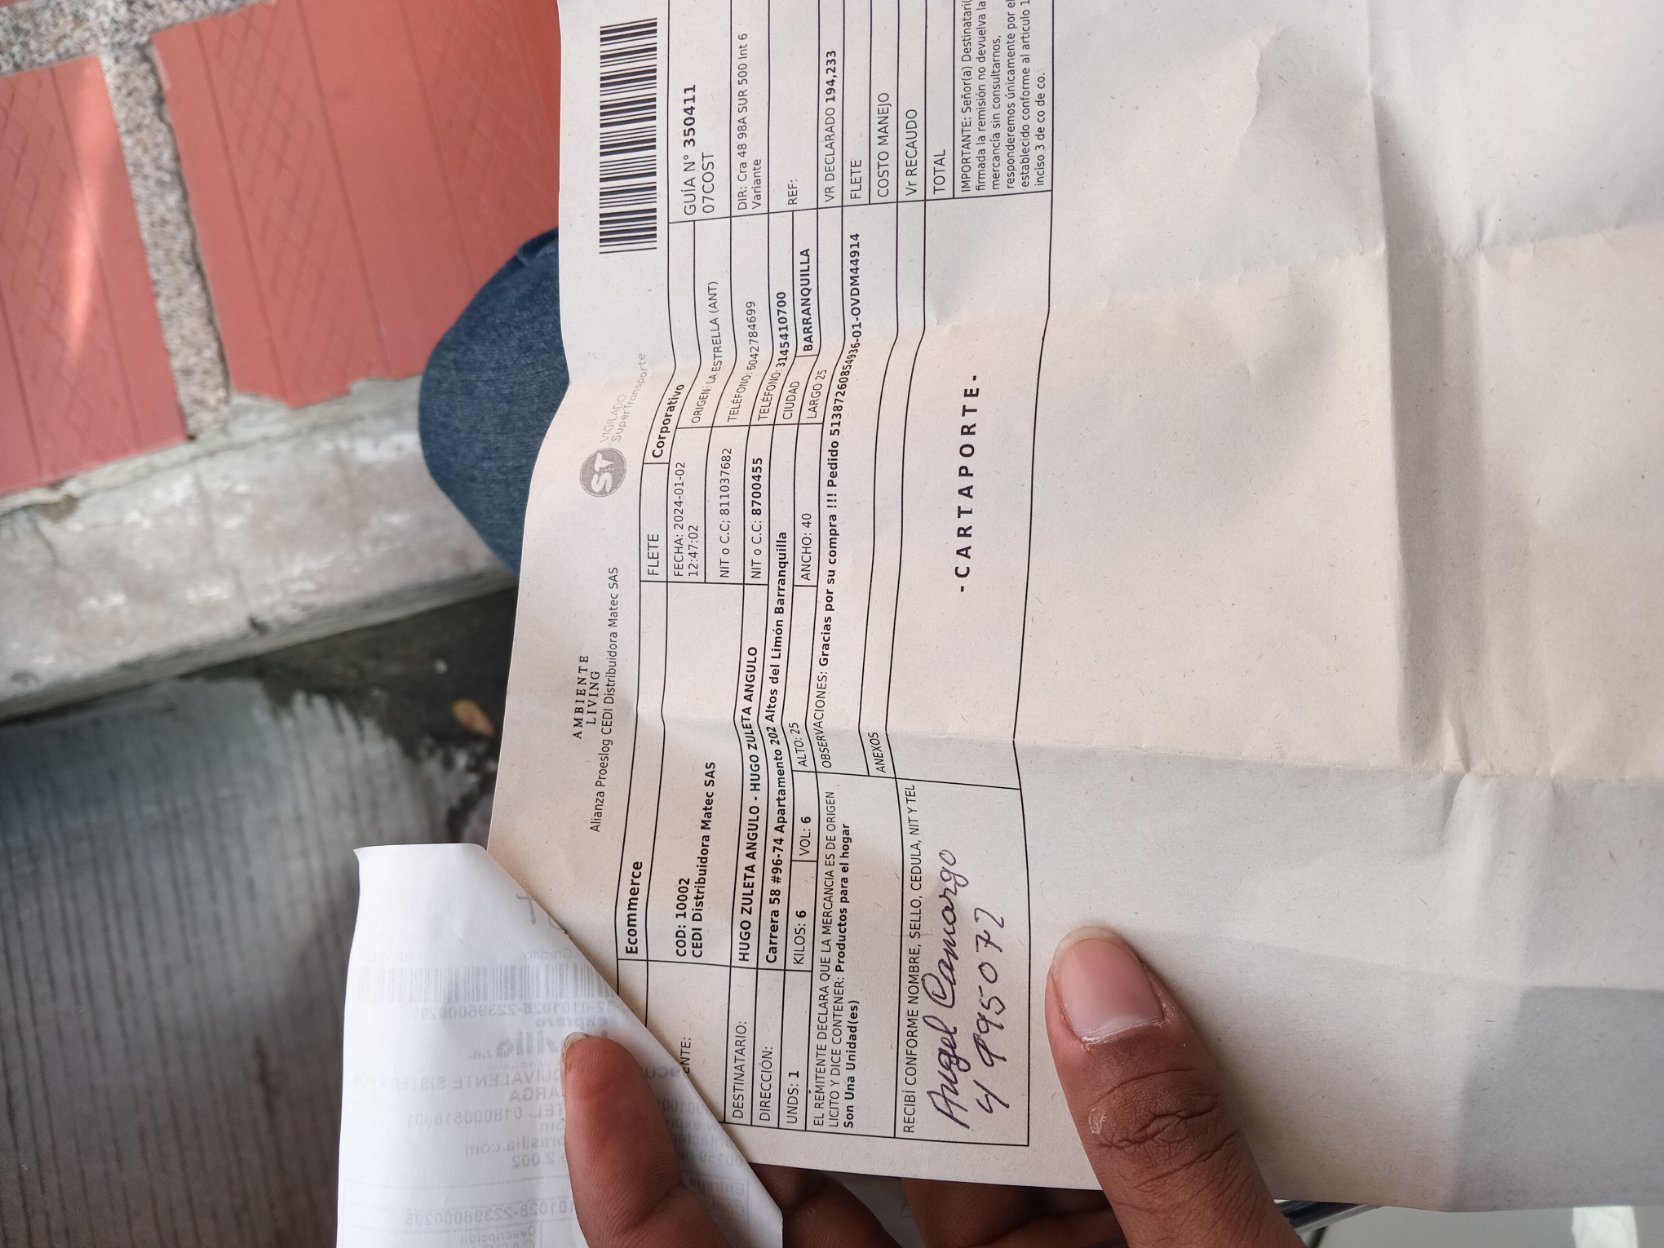 AMBIENTE
LIVING
Alianza Proeslog CEDI Distribuidora Matec SAS
ST
VIGILADO
SuperTransporte
Ecommerce
FLETE
Corporativo
ENTE:
COD: 10002
CEDI Distribuidora Matec SAS
FECHA: 2024-01-02
12:47:02
ORIGEN: LA ESTRELLA (ANT)
GUÍA N° 350411
07COST
NIT o C.C: 811037682
TELÉFONO: 6042784699
DIR: Cra 48 98A SUR 500 Int 6
Variante
DESTINATARIO:
HUGO ZULETA ANGULO - HUGO ZULETA ANGULO
NIT o C.C: 8700455
TELÉFONO: 3145410700
DIRECCIÓN:
Carrera 58 #96-74 Apartamento 202 Altos del Limón Barranquilla
CIUDAD
BARRANQUILLA
REF:
UNDS: 1
KILOS: 6
VOL: 6
ALTO: 25
ANCHO: 40
LARGO 25
VR DECLARADO 194,233
EL REMITENTE DECLARA QUE LA MERCANCIA ES DE ORIGEN
LICITO Y DICE CONTENER: Productos para el hogar
Son Una Unidad(es)
OBSERVACIONES: Gracias por su compra !!! Pedido 51387260854936-01-OVDM44914
FLETE
ANEXOS
COSTO MANEJO
Vr RECAUDO
TOTAL
RECIBÍ CONFORME NOMBRE, SELLO, CEDULA, NIT Y TEL
Angel Camargo
4995072
- CARTAPORTE -
IMPORTANTE: Señor(a) Destinatari
firmada la remisión no devuelva la
mercancía sin consultarnos,
responderemos únicamente por el
establecido conforme al articulo 1
inciso 3 de co de co.